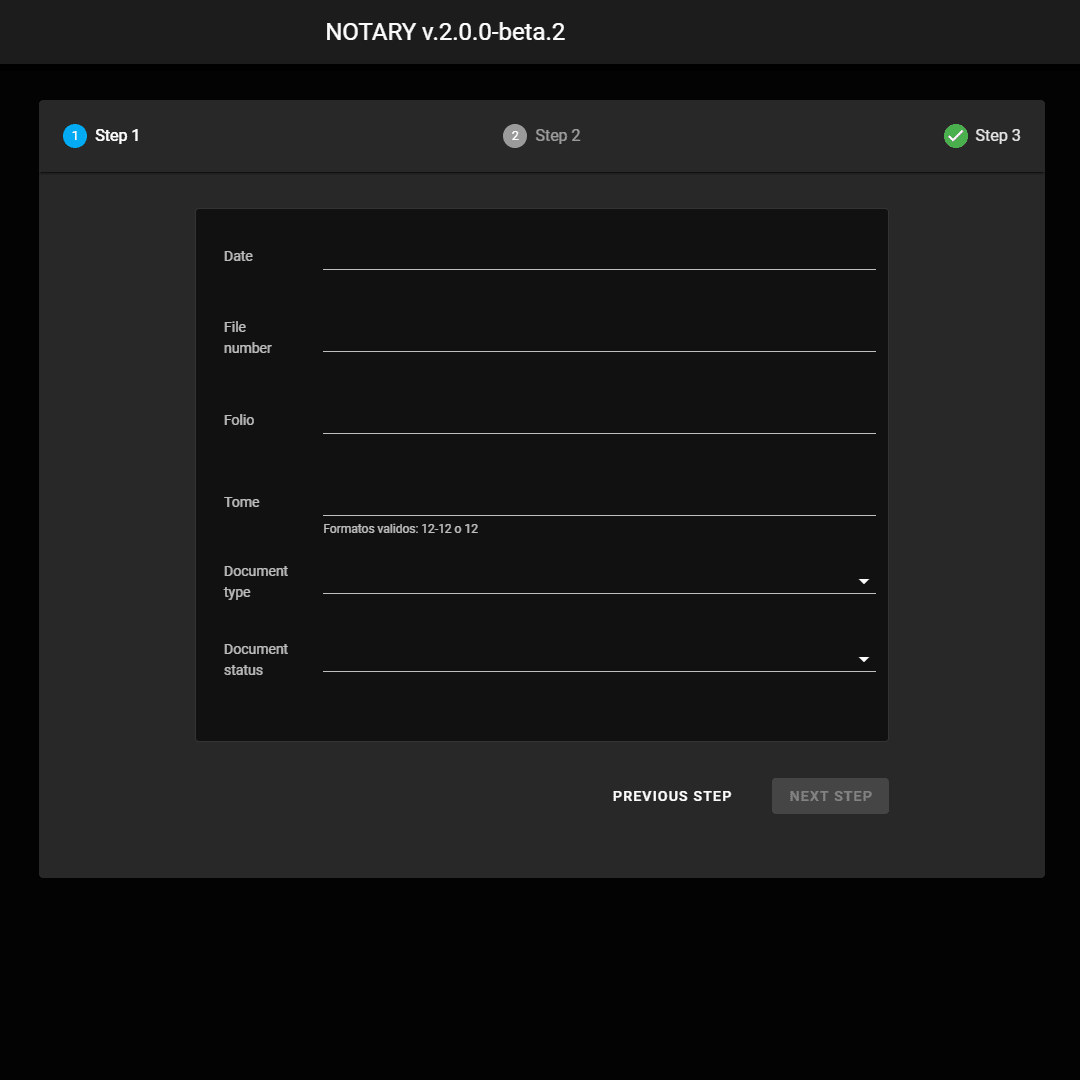 NOTARY v.2.0.0-beta.2
1 Step 1
2 Step 2
Step 3
Date
File
number
Folio
Tome
Formatos validos: 12-12 o 12
Document
type
Document
status
PREVIOUS STEP
NEXT STEP